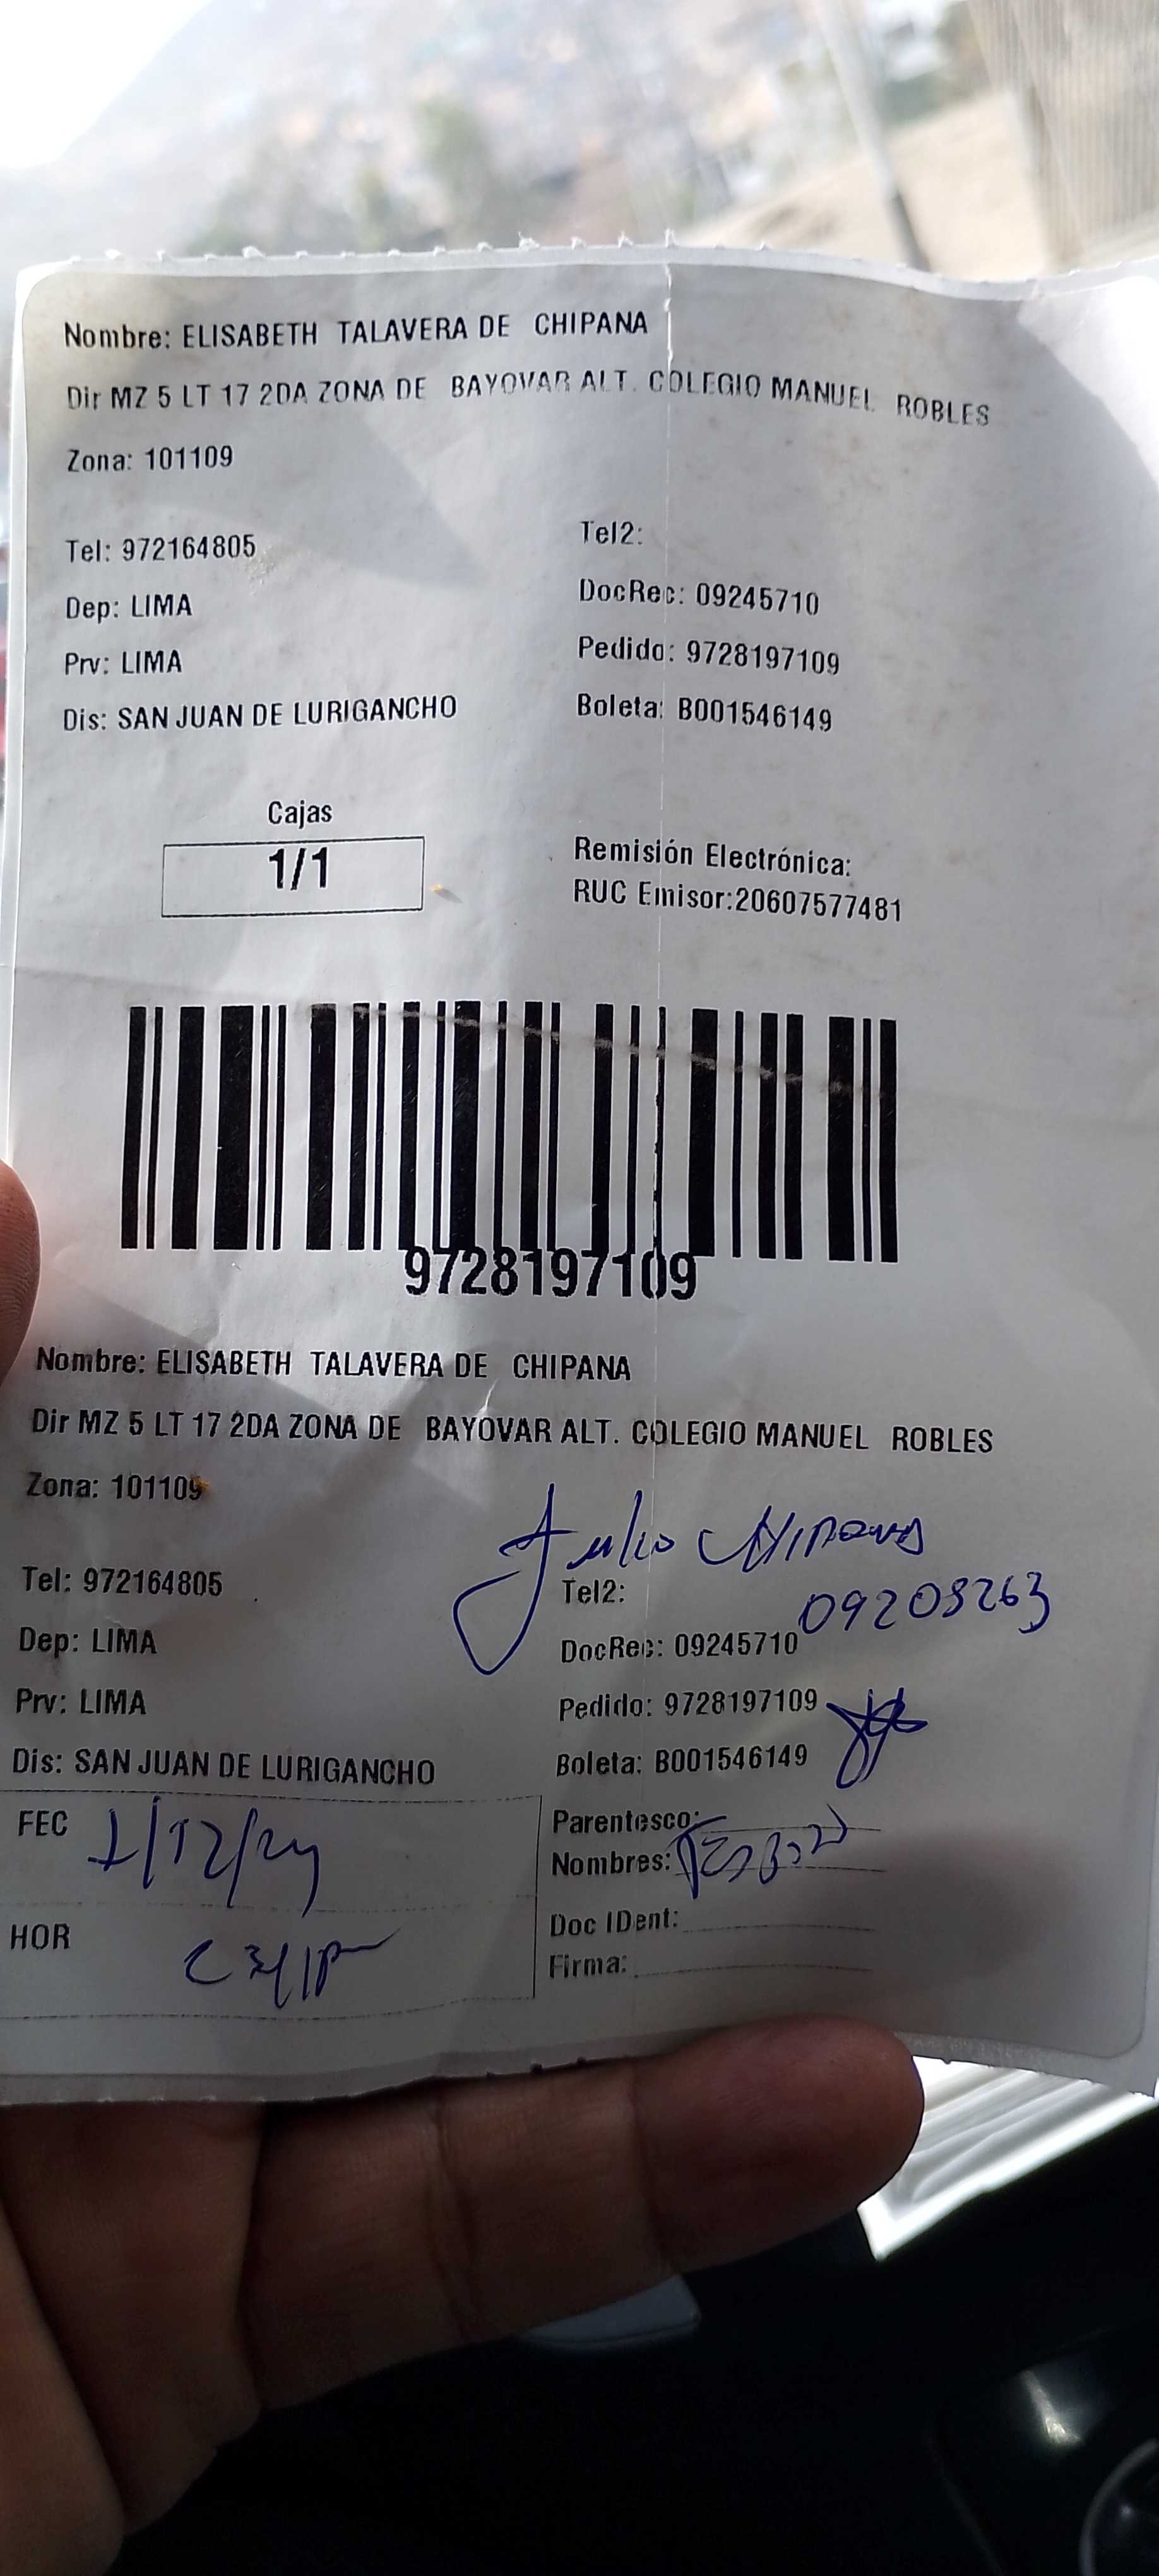 Nombre: ELISABETH TALAVERA DE CHIPANA
Dir MZ 5 LT 17 2DA ZONA DE BAYOVAR ALT. COLEGIO MANUEL ROBLES
Zona: 101109
Tel: 972164805 Tel2:
Dep: LIMA DocRec: 09245710
Prv: LIMA Pedido: 9728197109
Dis: SAN JUAN DE LURIGANCHO Boleta: B001546149
Cajas
1/1
Remisión Electrónica:
RUC Emisor:20607577481
9728197109
Nombre: ELISABETH TALAVERA DE CHIPANA
Dir MZ 5 LT 17 2DA ZONA DE BAYOVAR ALT. COLEGIO MANUEL ROBLES
Zona: 101109
Julio CHIPANA
Tel: 972164805 Tel2:
09208263
Dep: LIMA DocRec: 09245710
Prv: LIMA Pedido: 9728197109
Dis: SAN JUAN DE LURIGANCHO Boleta: B001546149
FEC
Parentesco:
Nombres:
HOR
Doc IDent:
Firma: